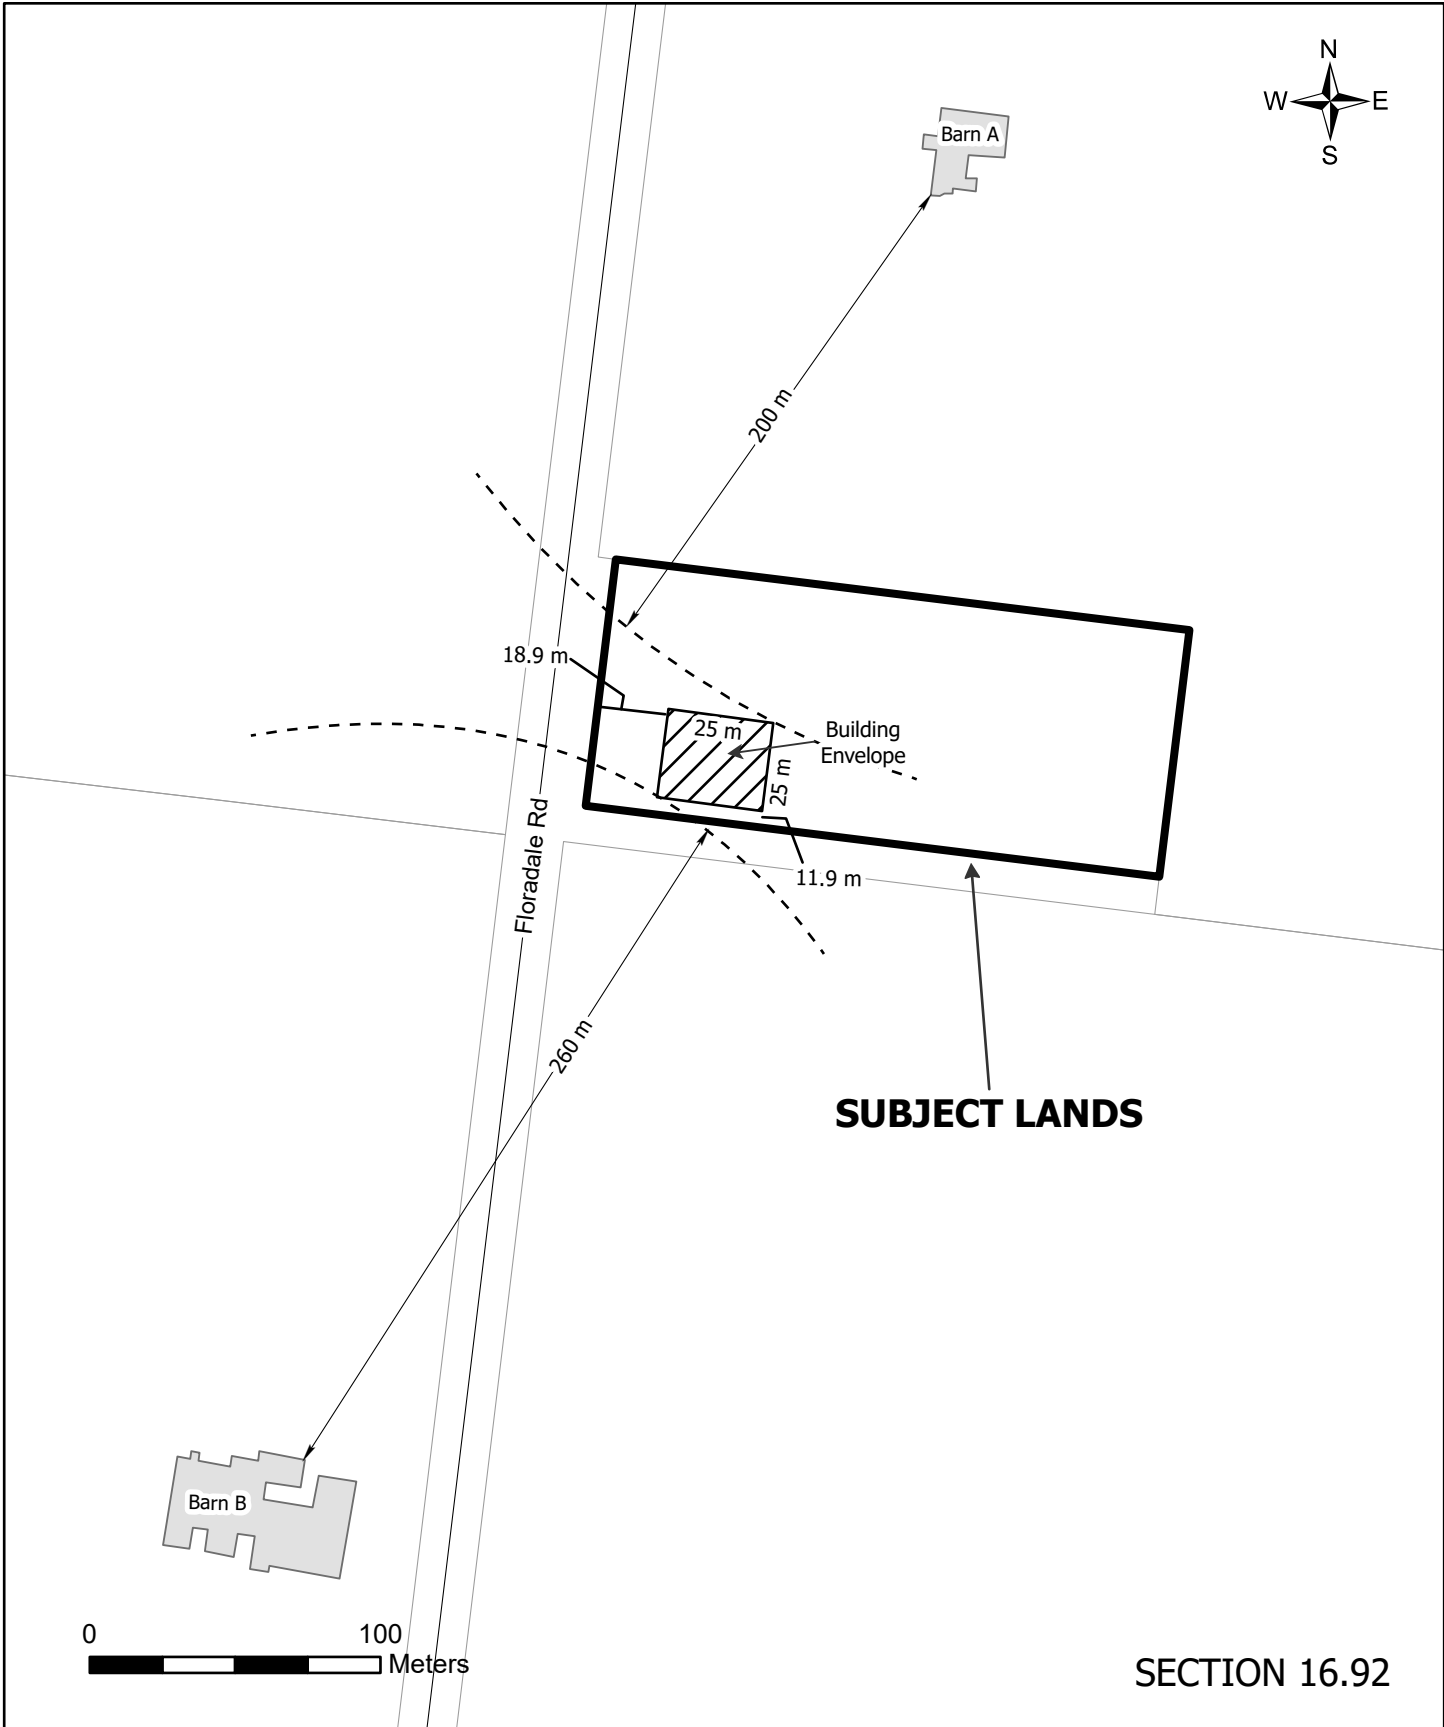 N
W E
S
Barn A
200 m
18.9 m
25 m
Building
Envelope
25 m
Floradale Rd
11.9 m
260 m
SUBJECT LANDS
Barn B
0 100
Meters
SECTION 16.92